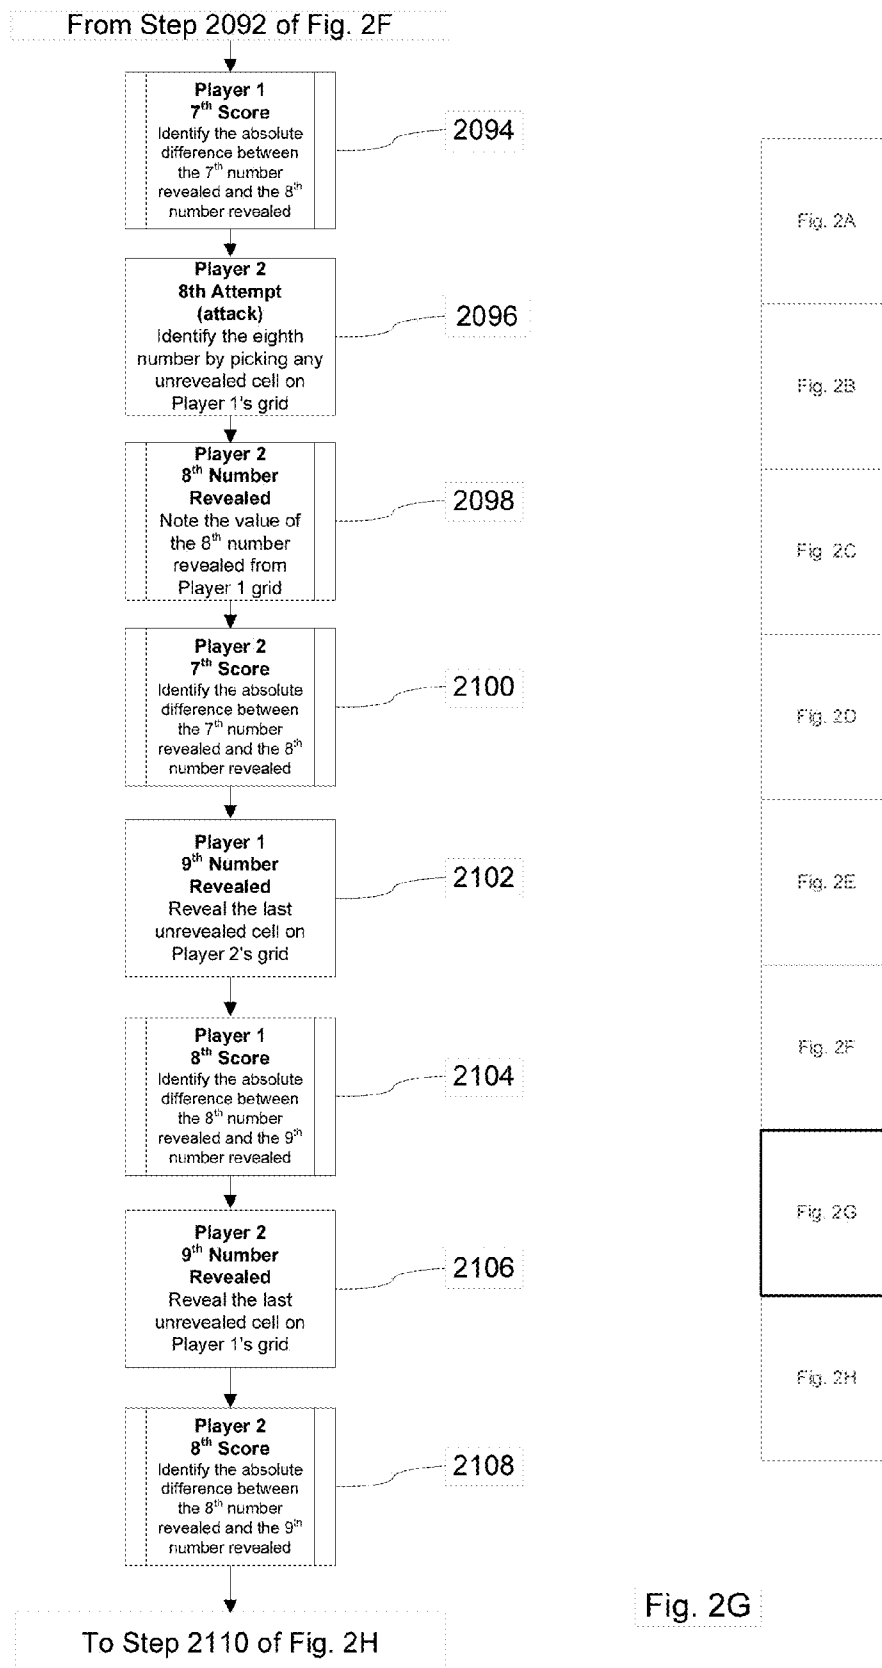 From Step 2092 of Fig. 2F
Player 1
7th Score
Identify the absolute
difference between
the 7th number
revealed and the 8th
number revealed
2094
Player 2
8th Attempt
(attack)
Identify the eighth
number by picking any
unrevealed cell on
Player 1's grid
2096
Player 2
8th Number
Revealed
Note the value of
the 8th number
revealed from
Player 1 grid
2098
Player 2
7th Score
Identify the absolute
difference between
the 7th number
revealed and the 8th
number revealed
2100
Player 1
9th Number
Revealed
Reveal the last
unrevealed cell on
Player 2's grid
2102
Player 1
8th Score
Identify the absolute
difference between
the 8th number
revealed and the 9th
number revealed
2104
Player 2
9th Number
Revealed
Reveal the last
unrevealed cell on
Player 1's grid
2106
Player 2
8th Score
Identify the absolute
difference between
the 8th number
revealed and the 9th
number revealed
2108
To Step 2110 of Fig. 2H
Fig. 2A
Fig. 2B
Fig. 2C
Fig. 2D
Fig. 2E
Fig. 2F
Fig. 2G
Fig. 2H
Fig. 2G